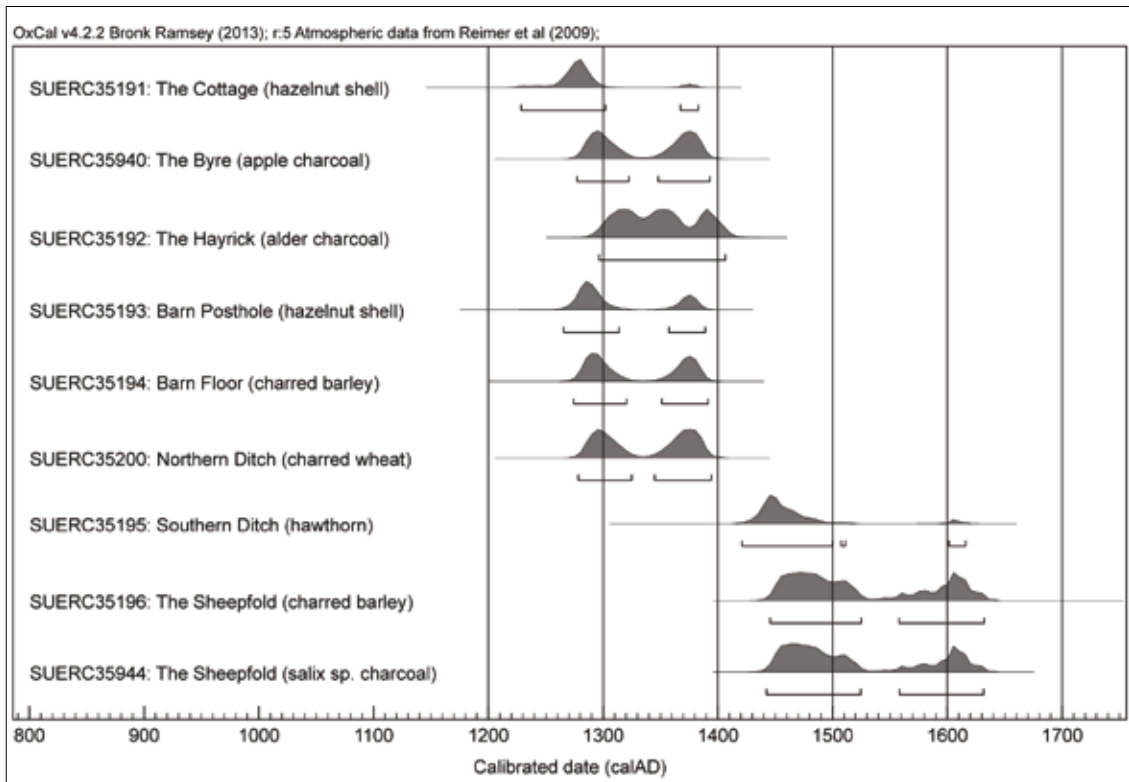 OxCal v4.2.2 Bronk Ramsey (2013); r:5 Atmospheric data from Reimer et al (2009);
SUERC35191: The Cottage (hazelnut shell)
SUERC35940: The Byre (apple charcoal)
SUERC35192: The Hayrick (alder charcoal)
SUERC35193: Barn Posthole (hazelnut shell)
SUERC35194: Barn Floor (charred barley)
SUERC35200: Northern Ditch (charred wheat)
SUERC35195: Southern Ditch (hawthorn)
SUERC35196: The Sheepfold (charred barley)
SUERC35944: The Sheepfold (salix sp. charcoal)
800 900 1000 1100 1200 1300 1400 1500 1600 1700
Calibrated date (calAD)